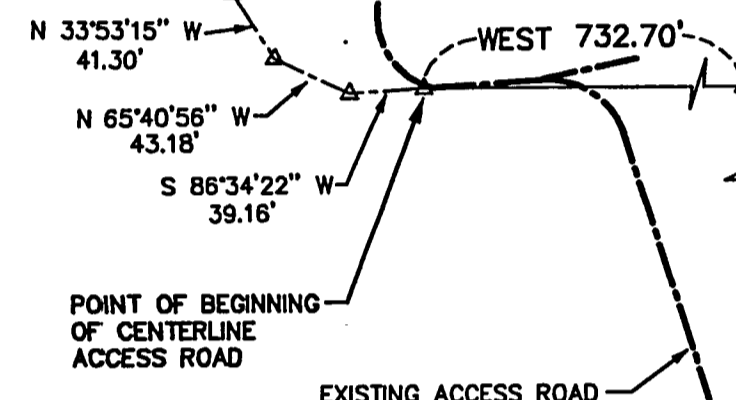 N 33°53'15" W
41.30'
WEST 732.70'
N 65°40'56" W
43.18'
S 86°34'22" W
39.16'
POINT OF BEGINNING
OF CENTERLINE
ACCESS ROAD
EXISTING ACCESS ROAD